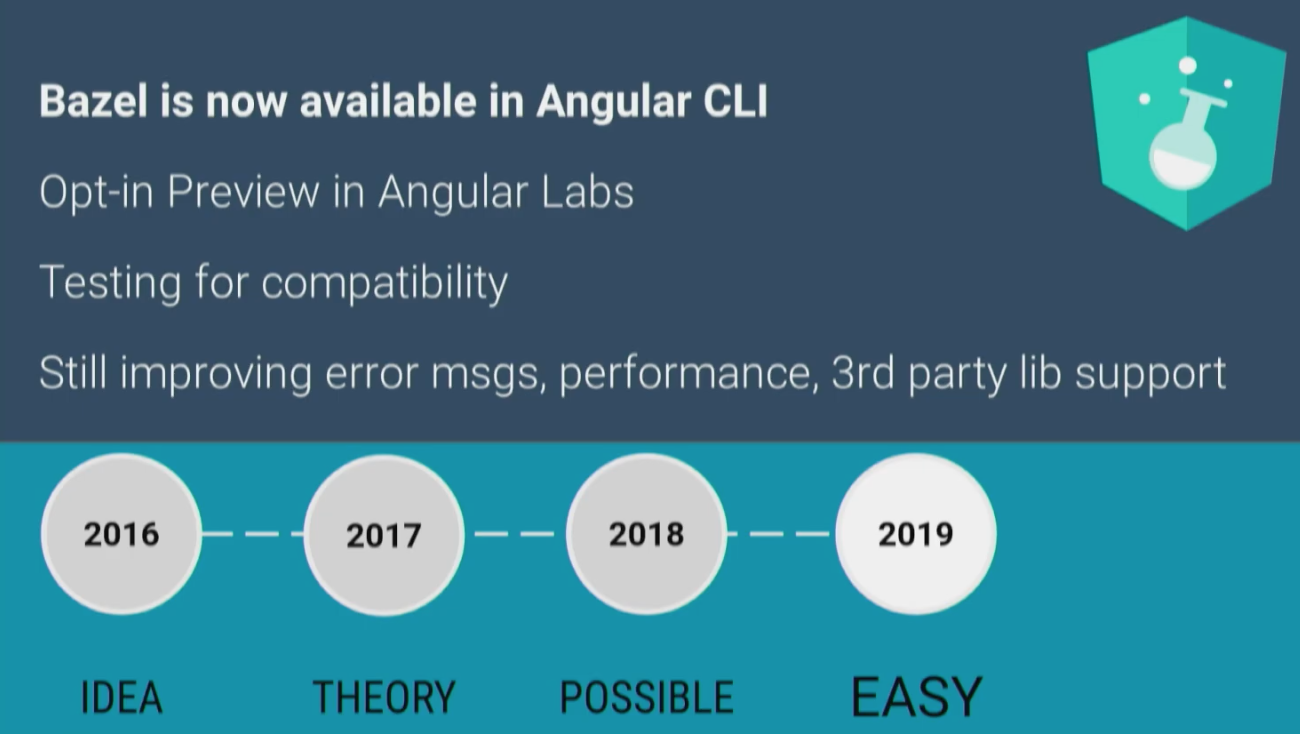 Bazel is now available in Angular CLI
Opt-in Preview in Angular Labs
Testing for compatibility
Still improving error msgs, performance, 3rd party lib support
2016
2017
2018
2019
IDEA
THEORY
POSSIBLE
EASY